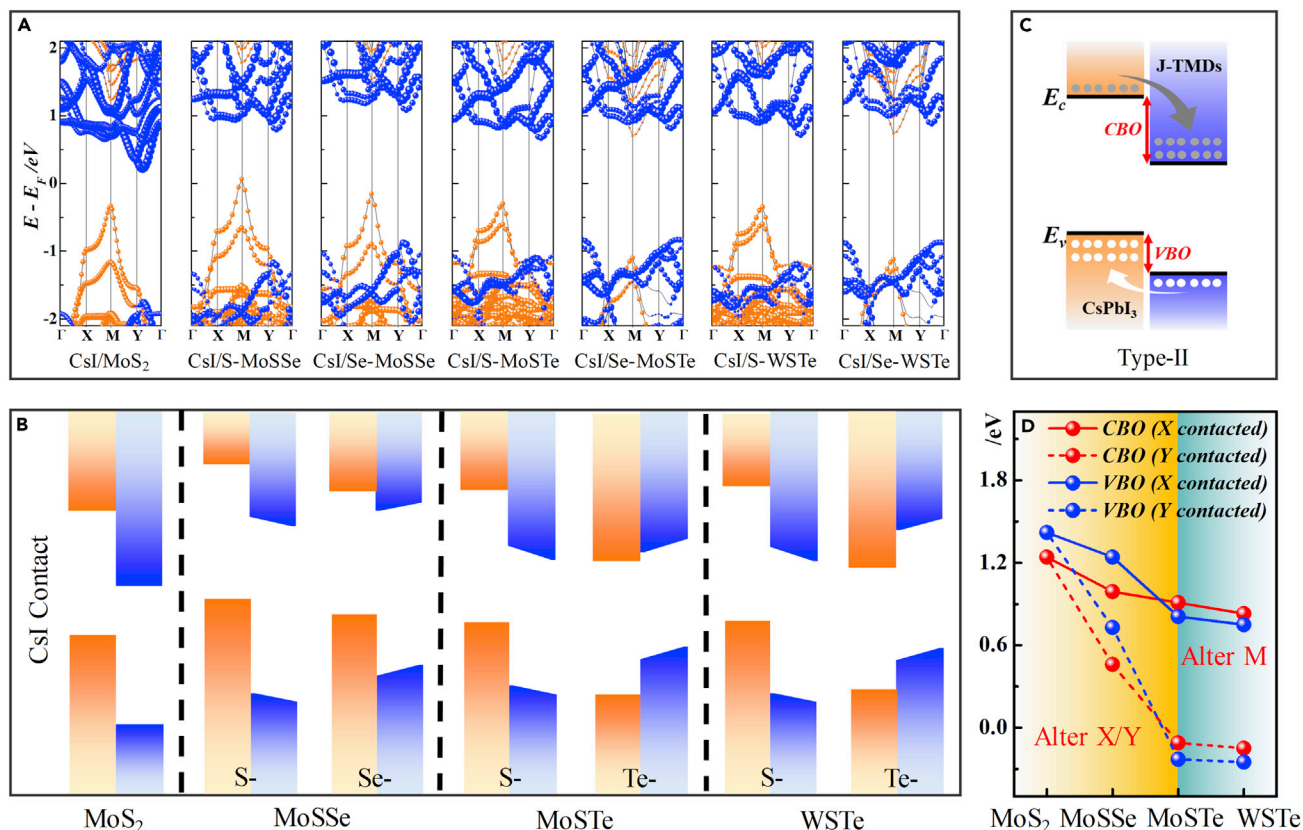 A
E - E_F /eV
2
1
0
-1
-2
Γ X M Y Γ
Γ X M Y Γ
Γ X M Y Γ
Γ X M Y Γ
Γ X M Y Γ
Γ X M Y Γ
Γ X M Y Γ
CsI/MoS₂
CsI/S-MoSSe
CsI/Se-MoSSe
CsI/S-MoSTe
CsI/Se-MoSTe
CsI/S-WSTe
CsI/Se-WSTe
C
J-TMDs
E_c
CBO
E_v
VBO
CsPbI₃
Type-II
B
CsI Contact
S-
Se-
S-
Te-
S-
Te-
MoS₂
MoSSe
MoSTe
WSTe
D
/eV
CBO (X contacted)
CBO (Y contacted)
VBO (X contacted)
VBO (Y contacted)
1.8
1.2
0.6
0.0
Alter M
Alter X/Y
MoS₂ MoSSe MoSTe WSTe